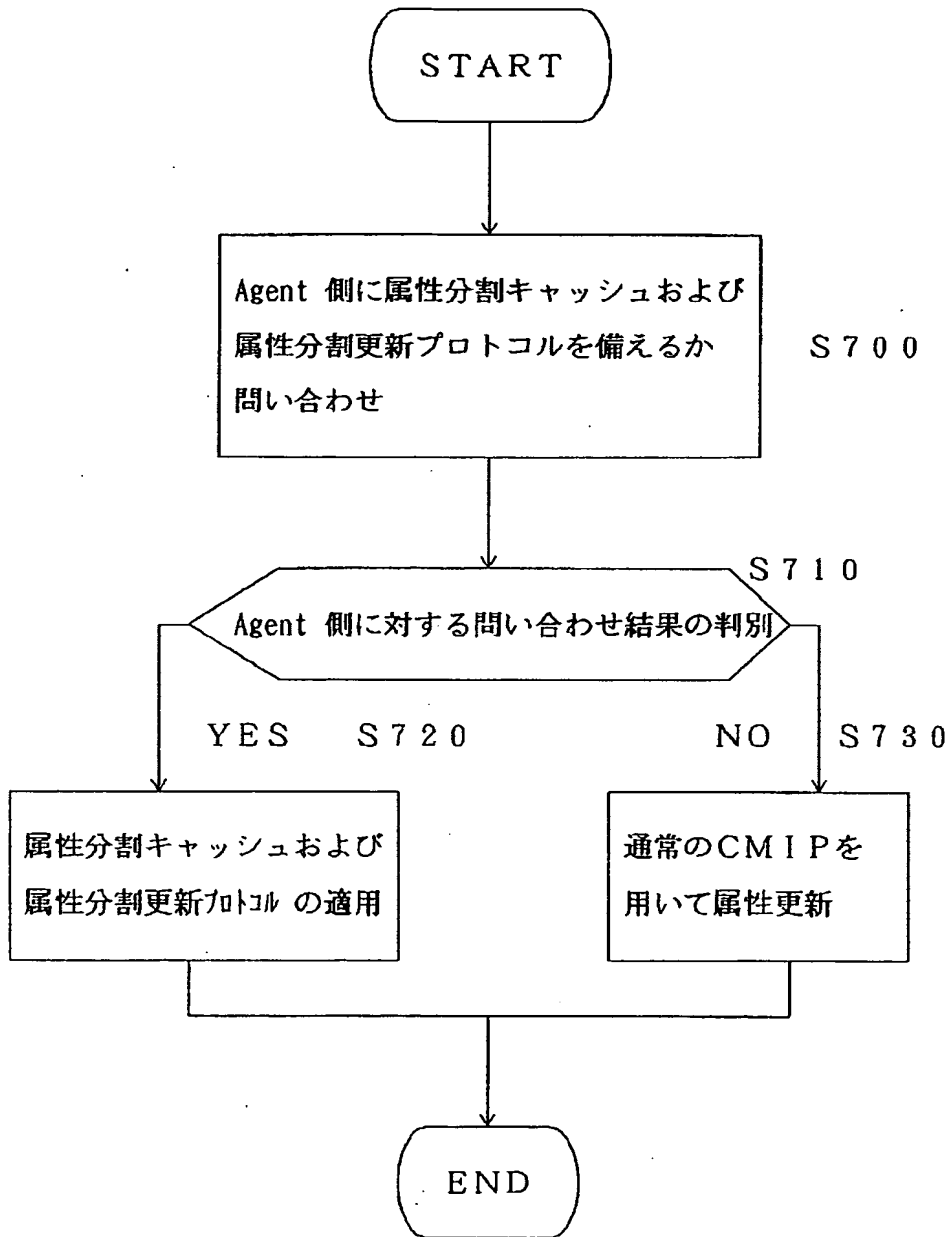 START
Agent 側に属性分割キャッシュおよび
属性分割更新プロトコルを備えるか
問い合わせ
S700
S710
Agent 側に対する問い合わせ結果の判別
YES S720
NO S730
属性分割キャッシュおよび
属性分割更新ﾌﾟﾛﾄｺﾙ の適用
通常のCMIPを
用いて属性更新
END